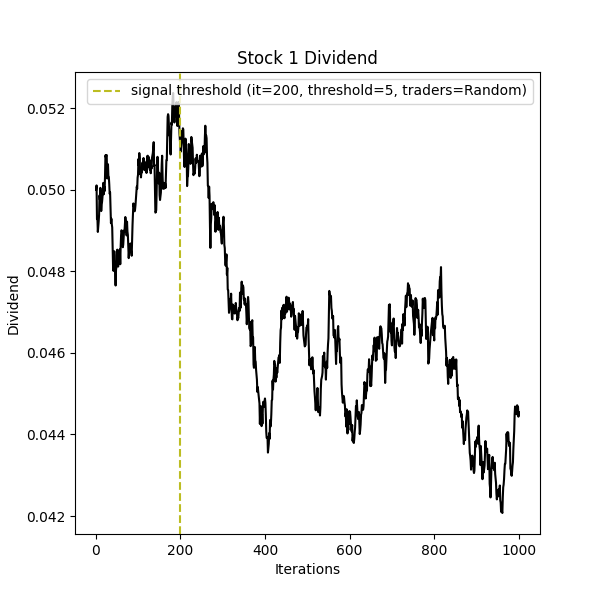 Stock 1 Dividend
signal threshold (it=200, threshold=5, traders=Random)
0.052
0.050
0.048
0.046
0.044
0.042
Dividend
0 200 400 600 800 1000
Iterations